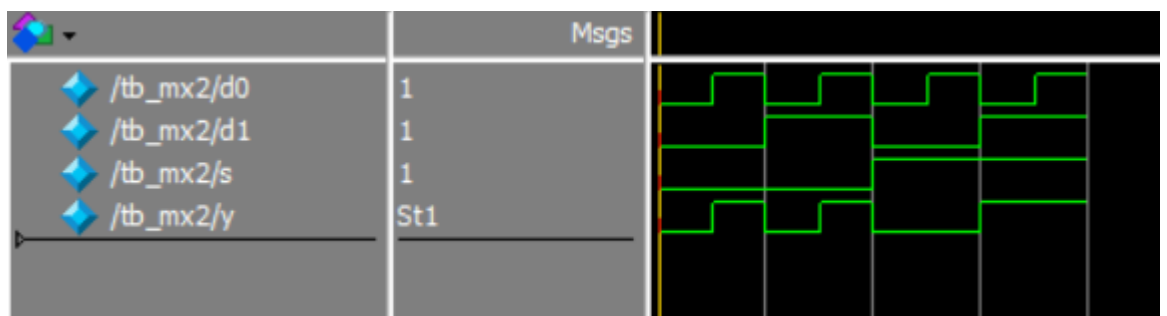 Msgs
/tb_mx2/d0 1
/tb_mx2/d1 1
/tb_mx2/s 1
/tb_mx2/y St1